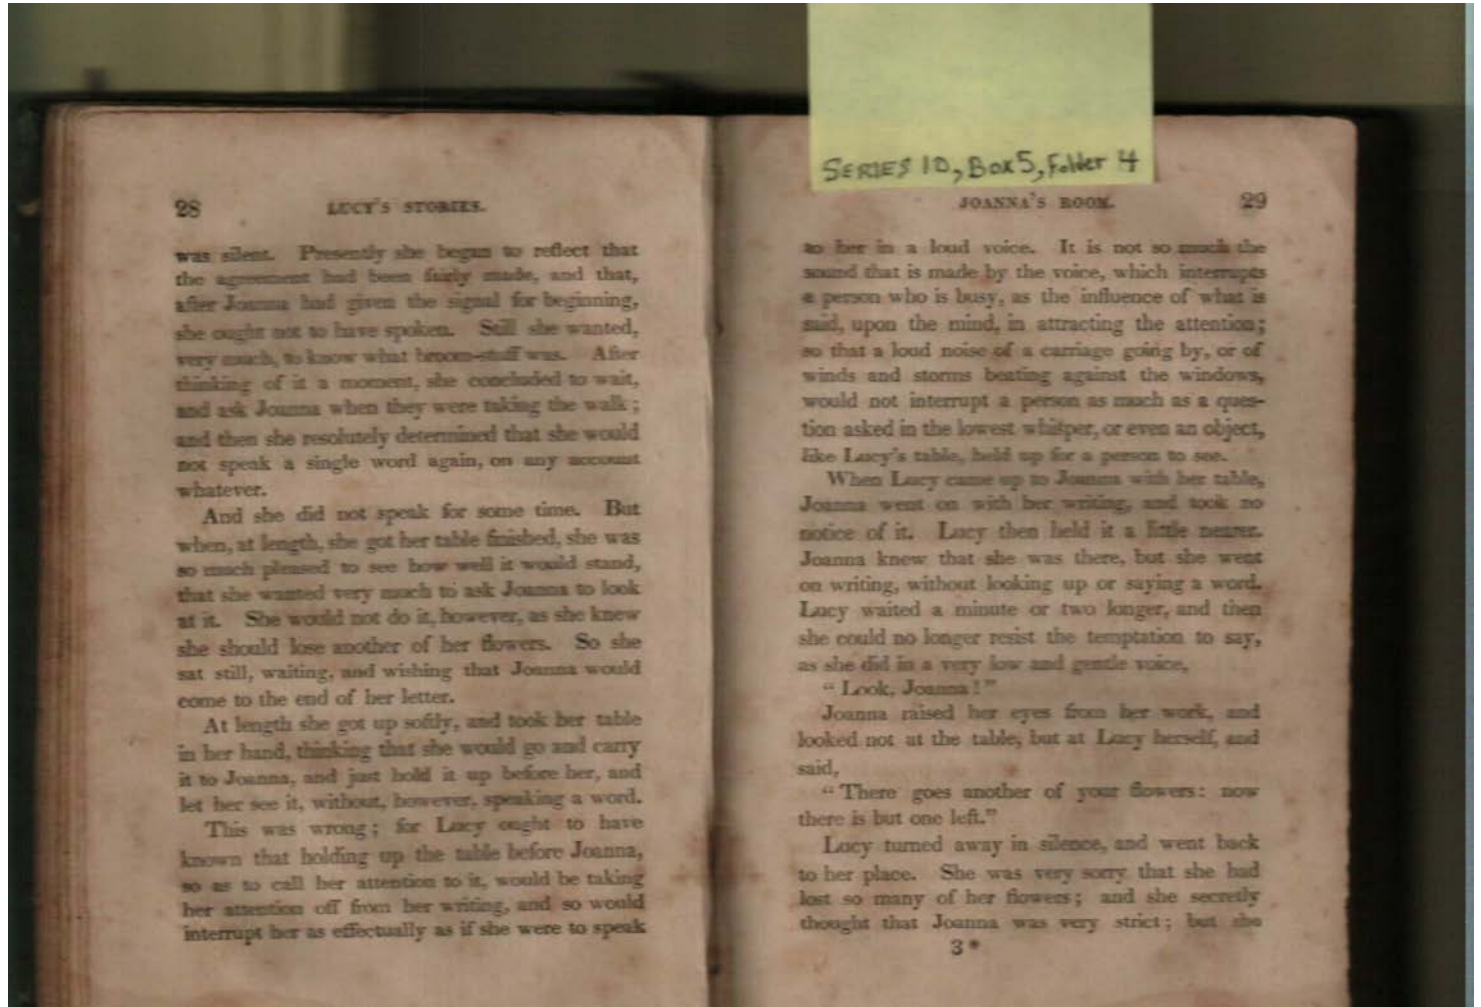 SERIES 10, Box 5, Folder 4
28 LUCY'S STORIES.
was silent. Presently she began to reflect that
the agreement had been fairly made, and that,
after Joanna had given the signal for beginning,
she ought not to have spoken. Still she wanted,
very much, to know what broom-stuff was. After
thinking of it a moment, she concluded to wait,
and ask Joanna when they were taking the walk;
and then she resolutely determined that she would
not speak a single word again, on any account
whatever.
And she did not speak for some time. But
when, at length, she got her table finished, she was
so much pleased to see how well it would stand,
that she wanted very much to ask Joanna to look
at it. She would not do it, however, as she knew
she should lose another of her flowers. So she
sat still, waiting, and wishing that Joanna would
come to the end of her letter.
At length she got up softly, and took her table
in her hand, thinking that she would go and carry
it to Joanna, and just hold it up before her, and
let her see it, without, however, speaking a word.
This was wrong; for Lucy ought to have
known that holding up the table before Joanna,
so as to call her attention to it, would be taking
her attention off from her writing, and so would
interrupt her as effectually as if she were to speak
JOANNA'S ROOM. 29
to her in a loud voice. It is not so much the
sound that is made by the voice, which interrupts
a person who is busy, as the influence of what is
said, upon the mind, in attracting the attention;
so that a loud noise of a carriage going by, or of
winds and storms beating against the windows,
would not interrupt a person as much as a ques-
tion asked in the lowest whisper, or even an object,
like Lucy's table, held up for a person to see.
When Lucy came up to Joanna with her table,
Joanna went on with her writing, and took no
notice of it. Lucy then held it a little nearer.
Joanna knew that she was there, but she went
on writing, without looking up or saying a word.
Lucy waited a minute or two longer, and then
she could no longer resist the temptation to say,
as she did in a very low and gentle voice,
"Look, Joanna!"
Joanna raised her eyes from her work, and
looked not at the table, but at Lucy herself, and
said,
"There goes another of your flowers: now
there is but one left."
Lucy turned away in silence, and went back
to her place. She was very sorry that she had
lost so many of her flowers; and she secretly
thought that Joanna was very strict; but she
3*